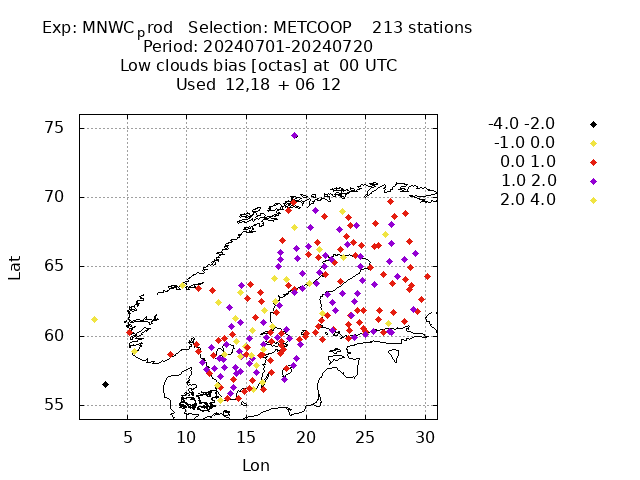 Exp: MNWCprod   Selection: METCOOP    213 stations
Period: 20240701-20240720
Low clouds bias [octas] at  00 UTC
Used  12,18 + 06 12
75
70
65
60
55
5 10 15 20 25 30
Lat
Lon
-4.0 -2.0
-1.0 0.0
0.0 1.0
1.0 2.0
2.0 4.0